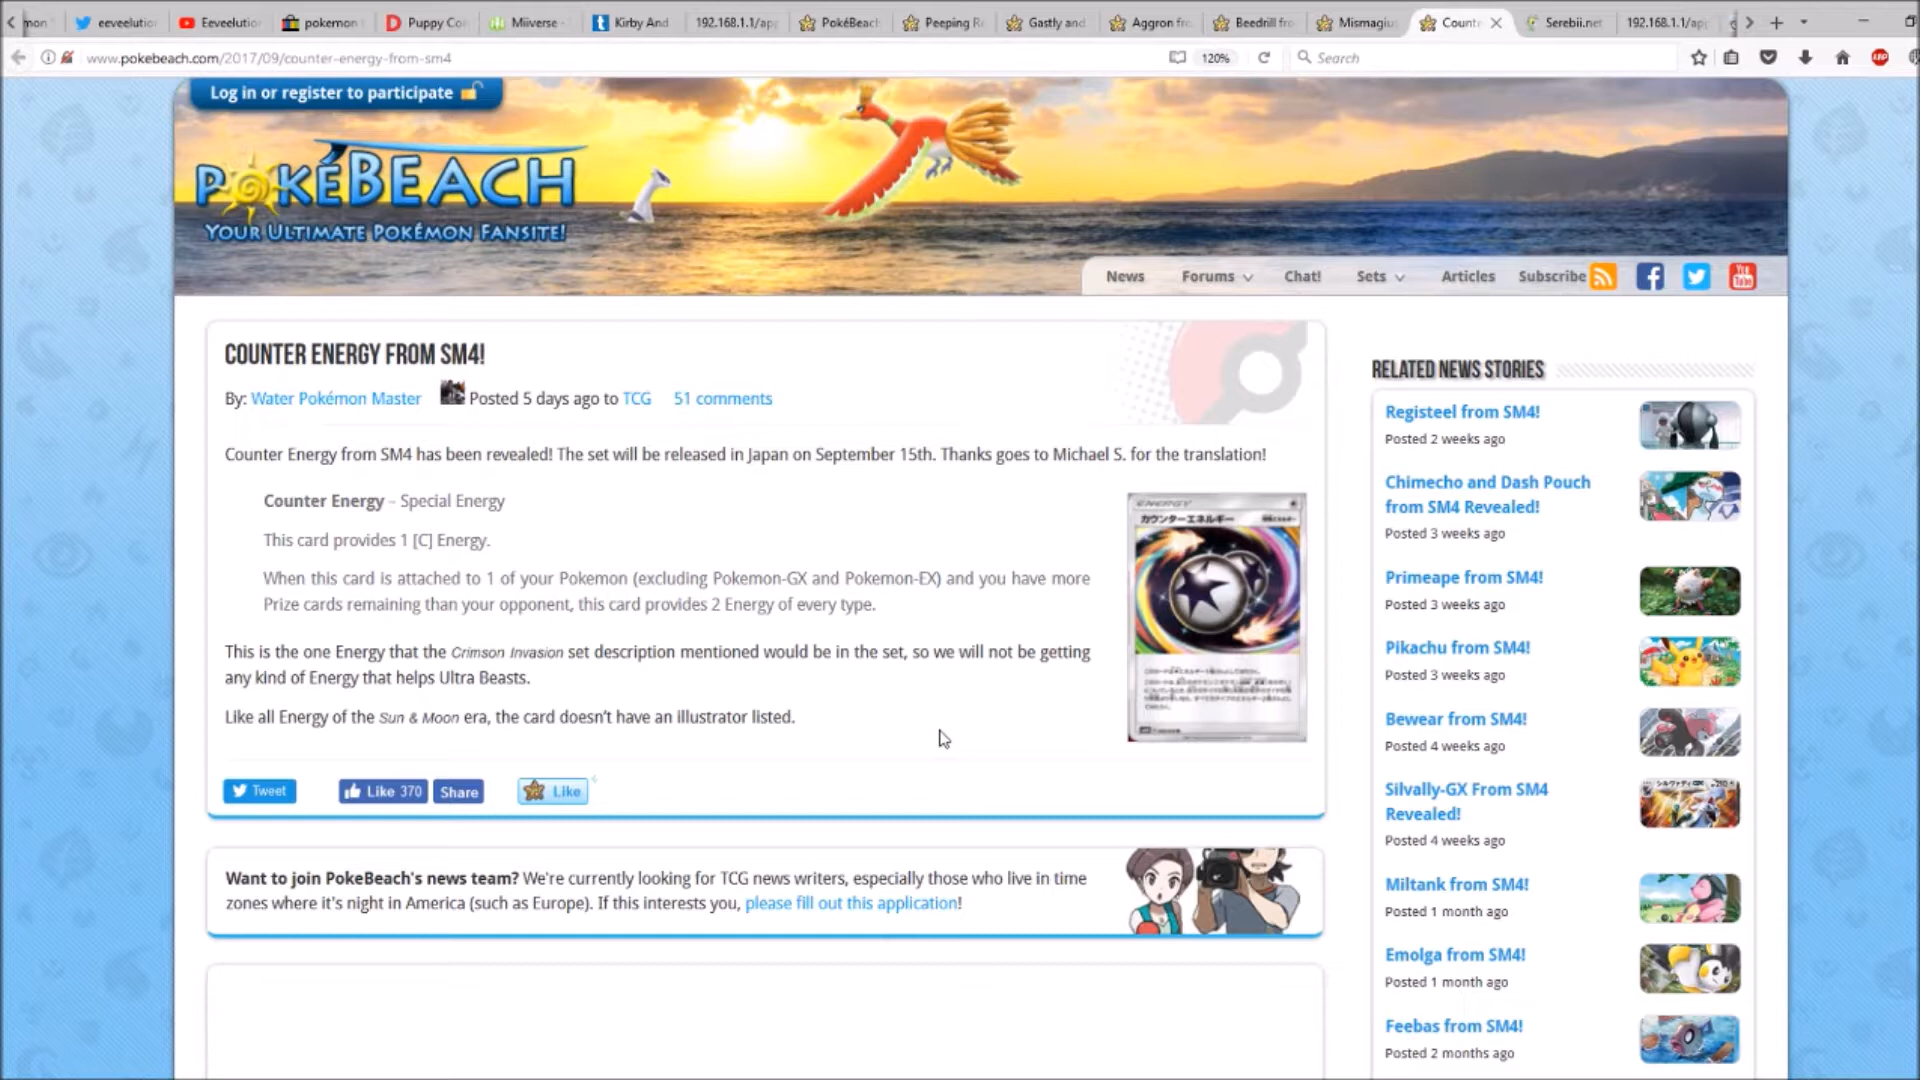 mon
eeveelution
Eeveelutio
pokemon
Puppy Co
Miiverse -
Kirby And
192.168.1.1/app
PokéBeach
Peeping R
Gastly and
Aggron fro
Beedrill fro
Mismagiu
Count
Serebii.net
192.168.1.1/ap
www.pokebeach.com/2017/09/counter-energy-from-sm4
120%
Search
Log in or register to participate
POKÉBEACH
YOUR ULTIMATE POKÉMON FANSITE!
News Forums Chat! Sets Articles Subscribe
COUNTER ENERGY FROM SM4!
By: Water Pokémon Master Posted 5 days ago to TCG 51 comments
Counter Energy from SM4 has been revealed! The set will be released in Japan on September 15th. Thanks goes to Michael S. for the translation!
Counter Energy – Special Energy
This card provides 1 [C] Energy.
When this card is attached to 1 of your Pokemon (excluding Pokemon-GX and Pokemon-EX) and you have more
Prize cards remaining than your opponent, this card provides 2 Energy of every type.
ENERGY
カウンターエネルギー
This is the one Energy that the Crimson Invasion set description mentioned would be in the set, so we will not be getting
any kind of Energy that helps Ultra Beasts.
Like all Energy of the Sun & Moon era, the card doesn't have an illustrator listed.
Tweet Like 370 Share Like
Want to join PokeBeach's news team? We're currently looking for TCG news writers, especially those who live in time
zones where it's night in America (such as Europe). If this interests you, please fill out this application!
RELATED NEWS STORIES
Registeel from SM4!
Posted 2 weeks ago
Chimecho and Dash Pouch
from SM4 Revealed!
Posted 3 weeks ago
Primeape from SM4!
Posted 3 weeks ago
Pikachu from SM4!
Posted 3 weeks ago
Bewear from SM4!
Posted 4 weeks ago
Silvally-GX From SM4
Revealed!
Posted 4 weeks ago
Miltank from SM4!
Posted 1 month ago
Emolga from SM4!
Posted 1 month ago
Feebas from SM4!
Posted 2 months ago